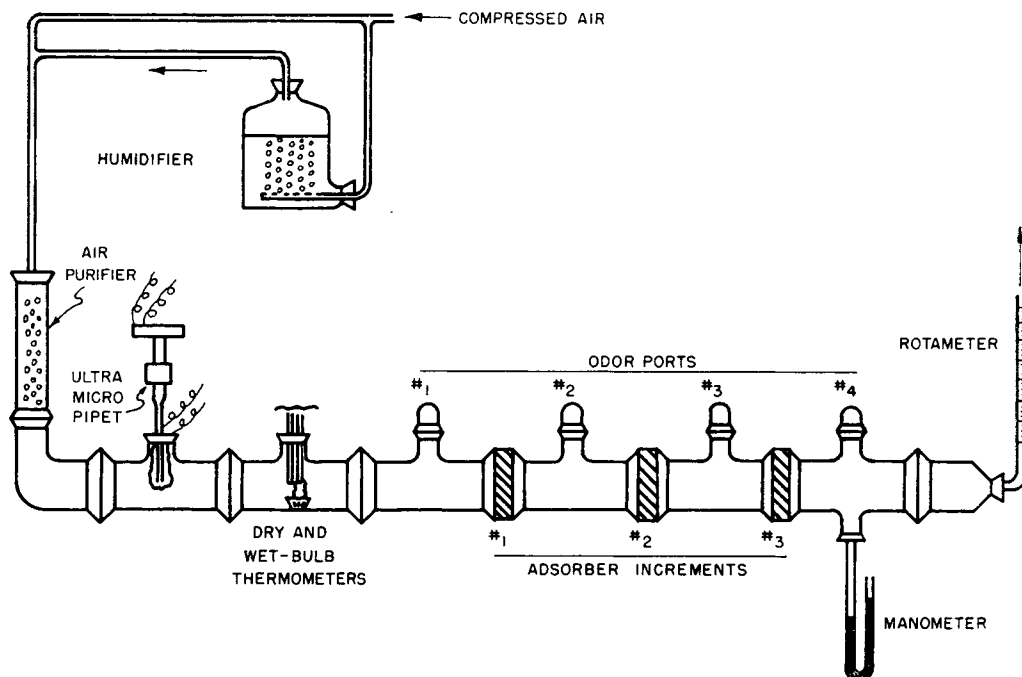 COMPRESSED AIR
HUMIDIFIER
AIR
PURIFIER
ULTRA
MICRO
PIPET
ROTAMETER
ODOR PORTS
#1 #2 #3 #4
DRY AND
WET-BULB
THERMOMETERS
#1 #2 #3
ADSORBER INCREMENTS
MANOMETER